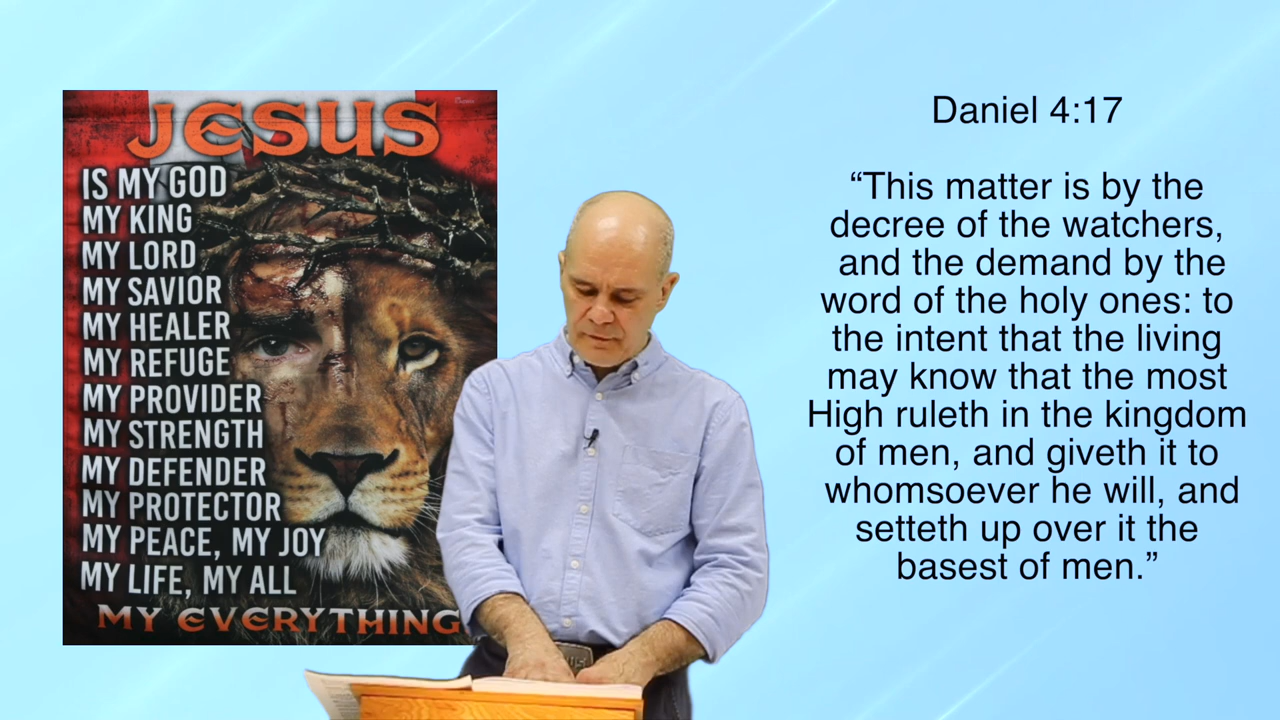 JESUS
IS MY GOD
MY KING
MY LORD
MY SAVIOR
MY HEALER
MY REFUGE
MY PROVIDER
MY STRENGTH
MY DEFENDER
MY PROTECTOR
MY PEACE, MY JOY
MY LIFE, MY ALL
MY EVERYTHING
Daniel 4:17
“This matter is by the
decree of the watchers,
and the demand by the
word of the holy ones: to
the intent that the living
may know that the most
High ruleth in the kingdom
of men, and giveth it to
whomsoever he will, and
setteth up over it the
basest of men.”